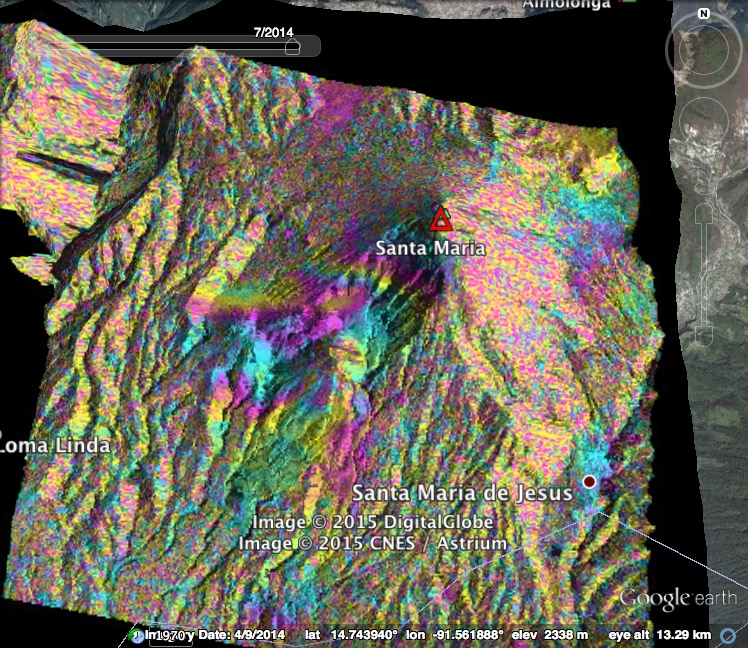 Almolonga
7/2014
N
Santa Maria
Loma Linda
Santa Maria de Jesus
Image © 2015 DigitalGlobe
Image © 2015 CNES / Astrium
Google earth
1970
Date: 4/9/2014 lat 14.743940° lon -91.561888° elev 2338 m eye alt 13.29 km